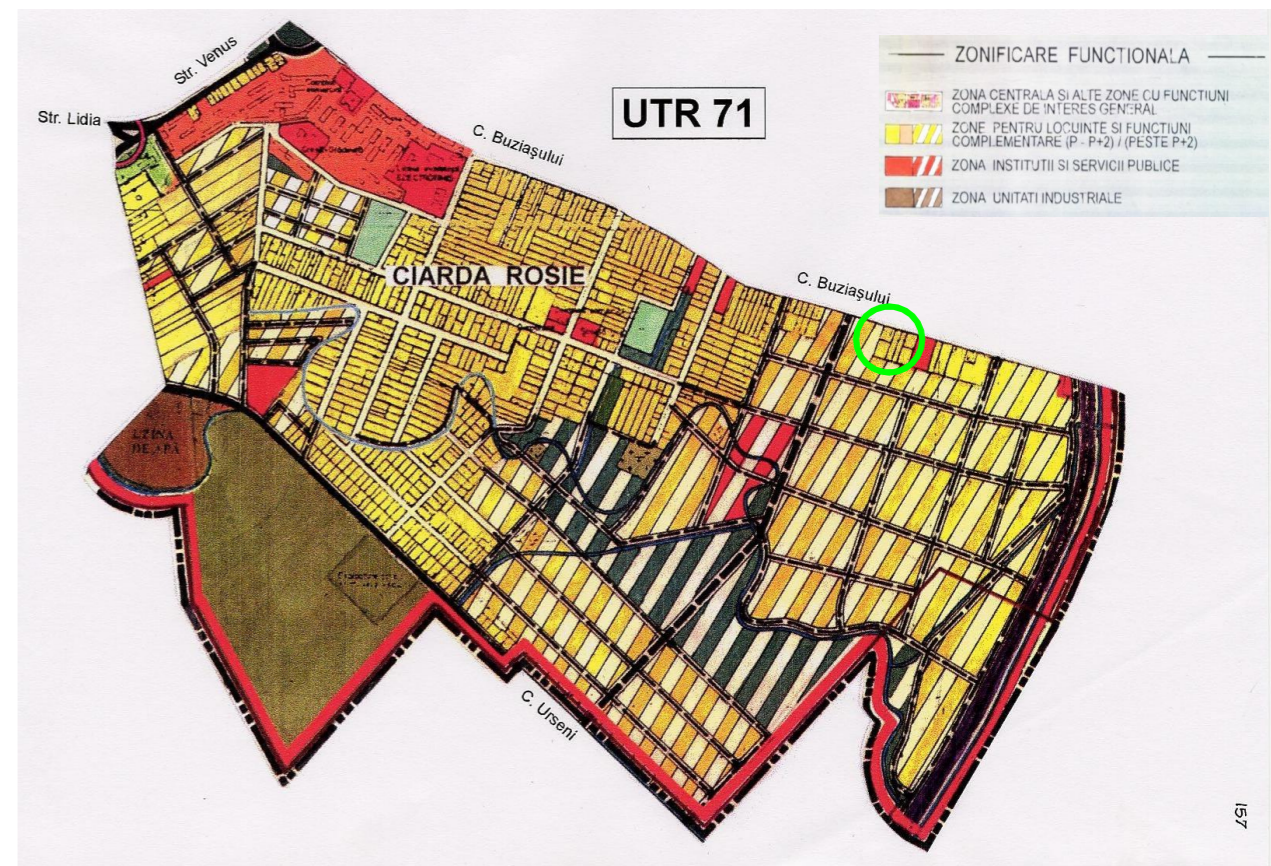 Str. Venus
Str. Lidia
C. Buziaşului
UTR 71
ZONIFICARE FUNCTIONALA
ZONA CENTRALA SI ALTE ZONE CU FUNCTIUNI
COMPLEXE DE INTERES GENERAL
ZONE PENTRU LOCUINTE SI FUNCTIUNI
COMPLEMENTARE (P - P+2) / (PESTE P+2)
ZONA INSTITUTII SI SERVICII PUBLICE
ZONA UNITATI INDUSTRIALE
CIARDA ROSIE
C. Buziaşului
UZINA
DE APA
C. Urseni
157